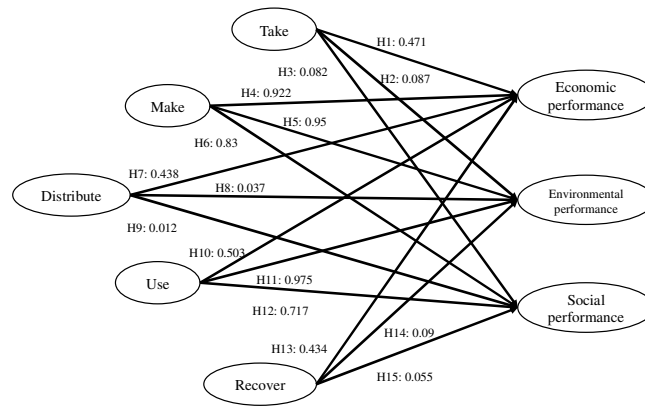 Take
H1: 0.471
H3: 0.082
H2: 0.087
Economic
performance
H4: 0.922
Make
H5: 0.95
H6: 0.83
H7: 0.438
H8: 0.037
Distribute
Environmental
performance
H9: 0.012
H10: 0.503
Use
H11: 0.975
H12: 0.717
Social
performance
H14: 0.09
H13: 0.434
H15: 0.055
Recover